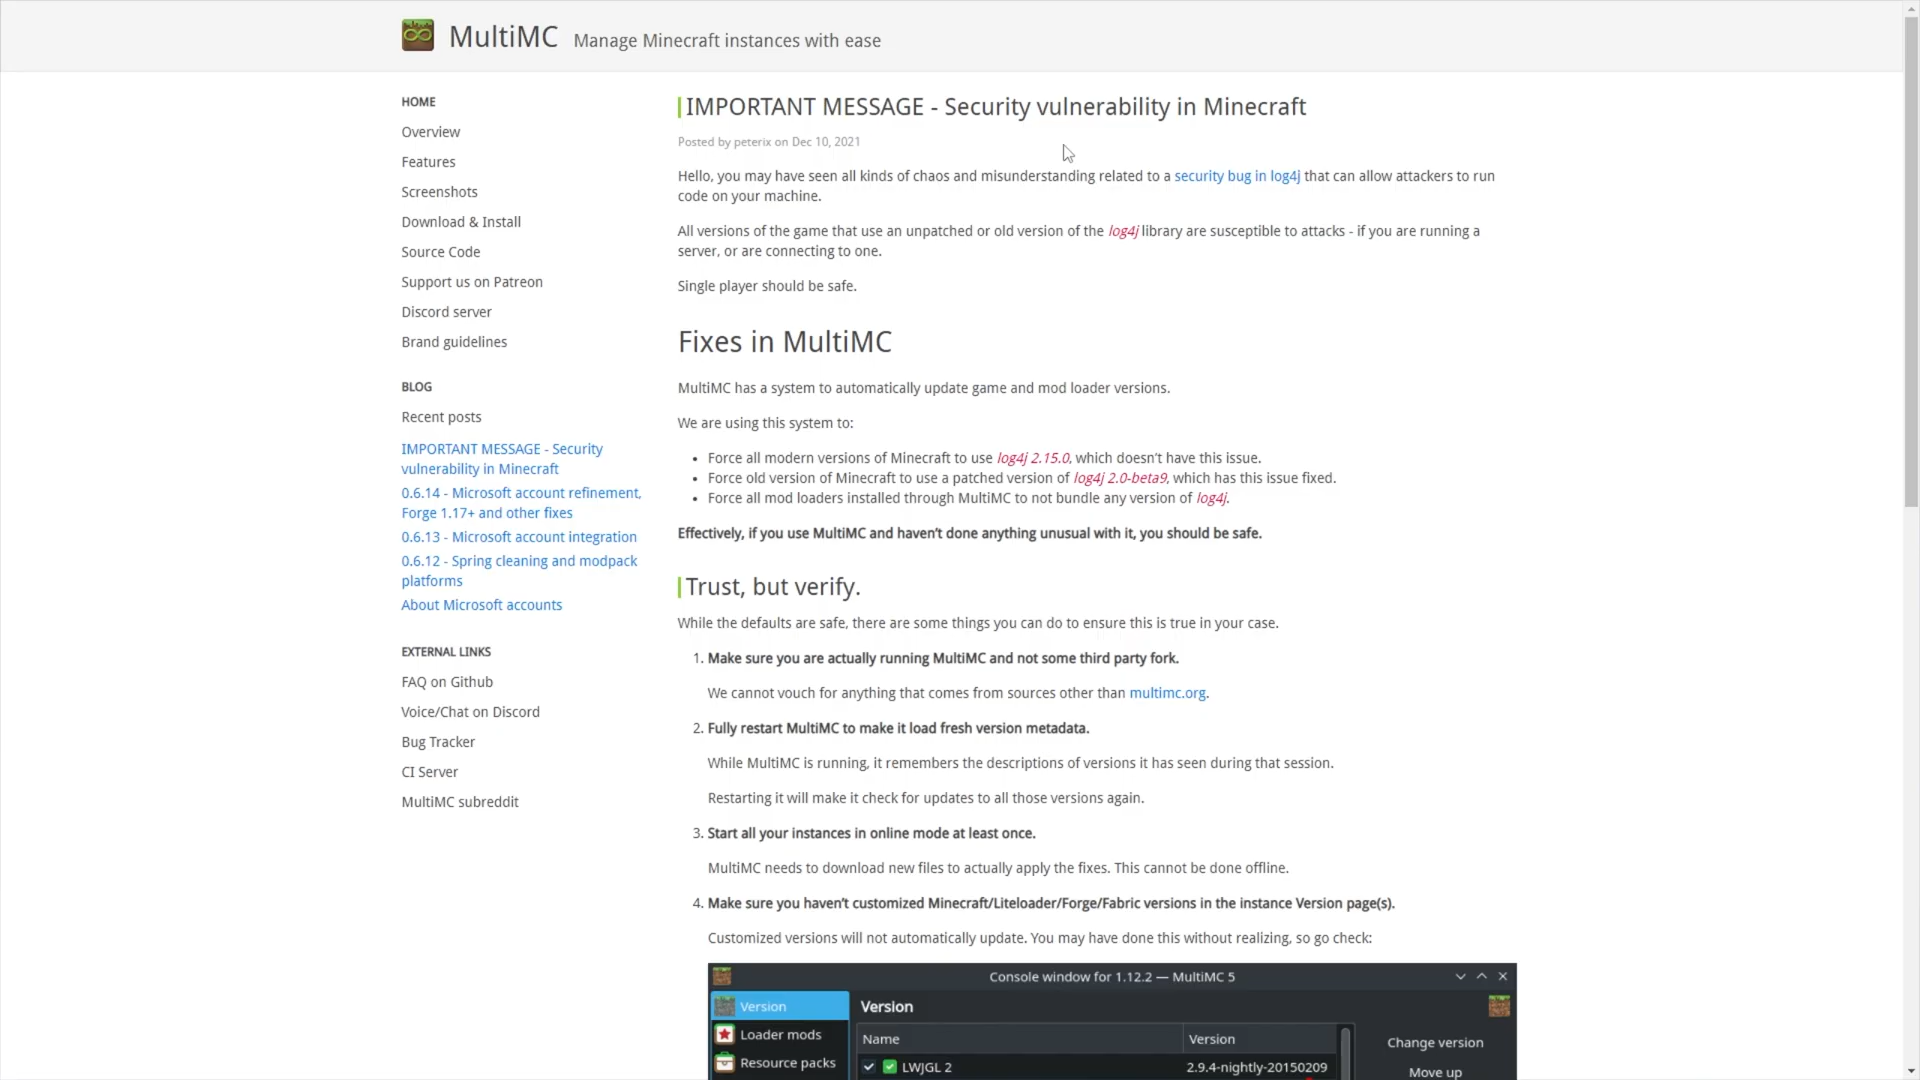 MultiMC Manage Minecraft instances with ease
HOME
Overview
Features
Screenshots
Download & Install
Source Code
Support us on Patreon
Discord server
Brand guidelines
BLOG
Recent posts
IMPORTANT MESSAGE - Security
vulnerability in Minecraft
0.6.14 - Microsoft account refinement,
Forge 1.17+ and other fixes
0.6.13 - Microsoft account integration
0.6.12 - Spring cleaning and modpack
platforms
About Microsoft accounts
EXTERNAL LINKS
FAQ on Github
Voice/Chat on Discord
Bug Tracker
CI Server
MultiMC subreddit
IMPORTANT MESSAGE - Security vulnerability in Minecraft
Posted by peterix on Dec 10, 2021
Hello, you may have seen all kinds of chaos and misunderstanding related to a security bug in log4j that can allow attackers to run
code on your machine.
All versions of the game that use an unpatched or old version of the log4j library are susceptible to attacks - if you are running a
server, or are connecting to one.
Single player should be safe.
Fixes in MultiMC
MultiMC has a system to automatically update game and mod loader versions.
We are using this system to:
• Force all modern versions of Minecraft to use log4j 2.15.0, which doesn't have this issue.
• Force old version of Minecraft to use a patched version of log4j 2.0-beta9, which has this issue fixed.
• Force all mod loaders installed through MultiMC to not bundle any version of log4j.
Effectively, if you use MultiMC and haven't done anything unusual with it, you should be safe.
Trust, but verify.
While the defaults are safe, there are some things you can do to ensure this is true in your case.
1. Make sure you are actually running MultiMC and not some third party fork.
We cannot vouch for anything that comes from sources other than multimc.org.
2. Fully restart MultiMC to make it load fresh version metadata.
While MultiMC is running, it remembers the descriptions of versions it has seen during that session.
Restarting it will make it check for updates to all those versions again.
3. Start all your instances in online mode at least once.
MultiMC needs to download new files to actually apply the fixes. This cannot be done offline.
4. Make sure you haven't customized Minecraft/Liteloader/Forge/Fabric versions in the instance Version page(s).
Customized versions will not automatically update. You may have done this without realizing, so go check:
Console window for 1.12.2 — MultiMC 5
Version
Loader mods
Resource packs
Version
Name Version
LWJGL 2 2.9.4-nightly-20150209
Change version
Move up